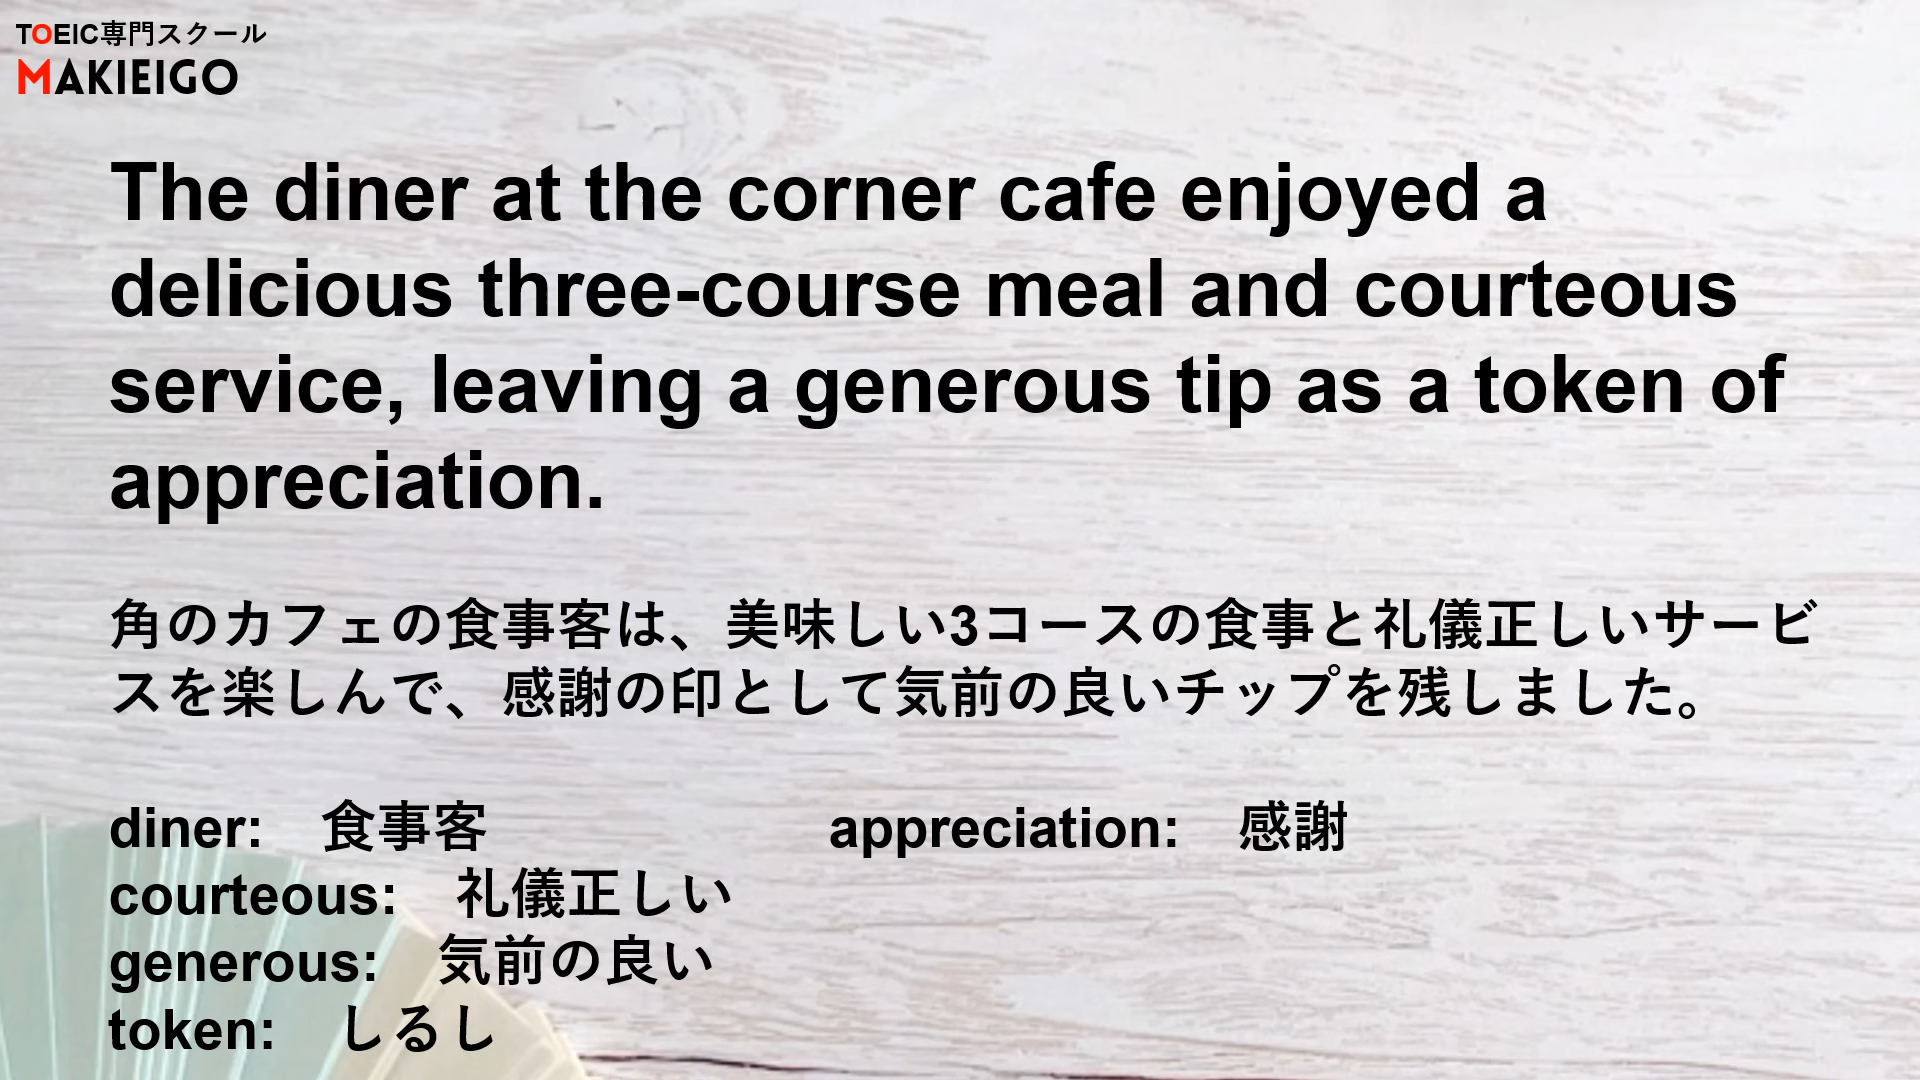 TOEIC専門スクール
MAKIEIGO
The diner at the corner cafe enjoyed a
delicious three-course meal and courteous
service, leaving a generous tip as a token of
appreciation.
角のカフェの食事客は、美味しい3コースの食事と礼儀正しいサービ
スを楽しんで、感謝の印として気前の良いチップを残しました。
diner:　食事客
courteous:　礼儀正しい
generous:　気前の良い
token:　しるし
appreciation:　感謝